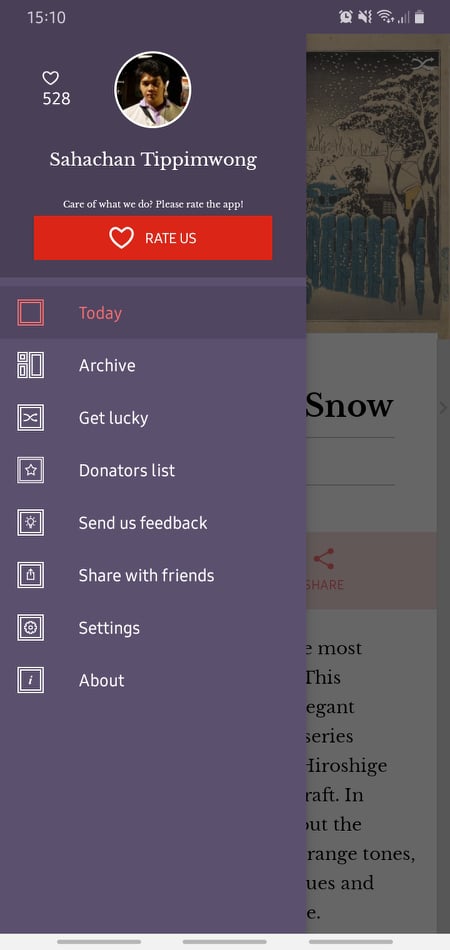 15:10
528
Sahachan Tippimwong
Care of what we do? Please rate the app!
RATE US
Today
Archive
Get lucky
Donators list
Send us feedback
Share with friends
Settings
About
Snow
SHARE
e most
This
egant
series
Hiroshige
raft. In
out the
range tones,
ues and
e.